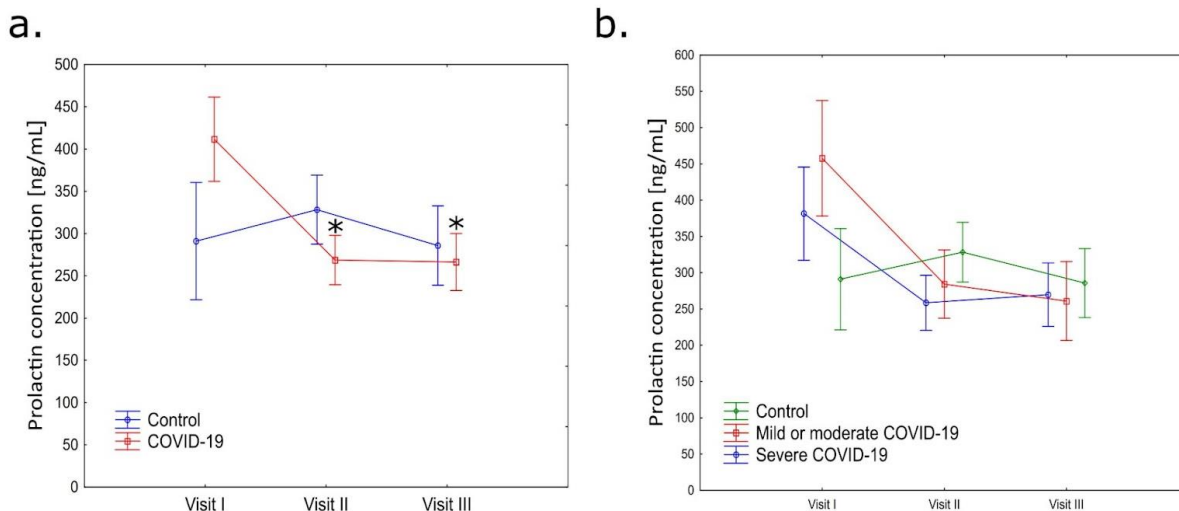 a.
Prolactin concentration [ng/mL]
500
450
400
350
300
250
200
150
100
50
0
*
*
Control
COVID-19
Visit I
Visit II
Visit III
b.
Prolactin concentration [ng/mL]
600
550
500
450
400
350
300
250
200
150
100
50
0
Control
Mild or moderate COVID-19
Severe COVID-19
Visit I
Visit II
Visit III